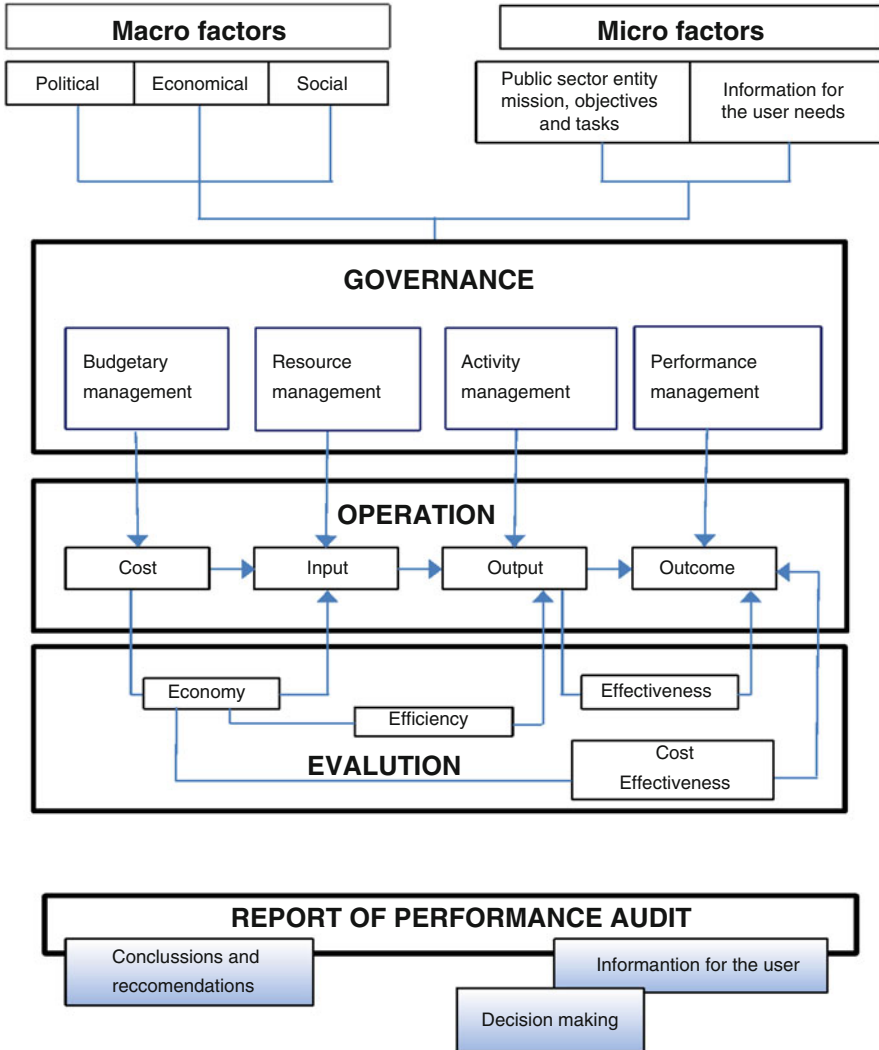 Macro factors
Micro factors
Political
Economical
Social
Public sector entity
mission, objectives
and tasks
Information for
the user needs
GOVERNANCE
Budgetary
management
Resource
management
Activity
management
Performance
management
OPERATION
Cost
Input
Output
Outcome
Economy
Effectiveness
Efficiency
EVALUTION
Cost
Effectiveness
REPORT OF PERFORMANCE AUDIT
Conclussions and
reccomendations
Informantion for the user
Decision making